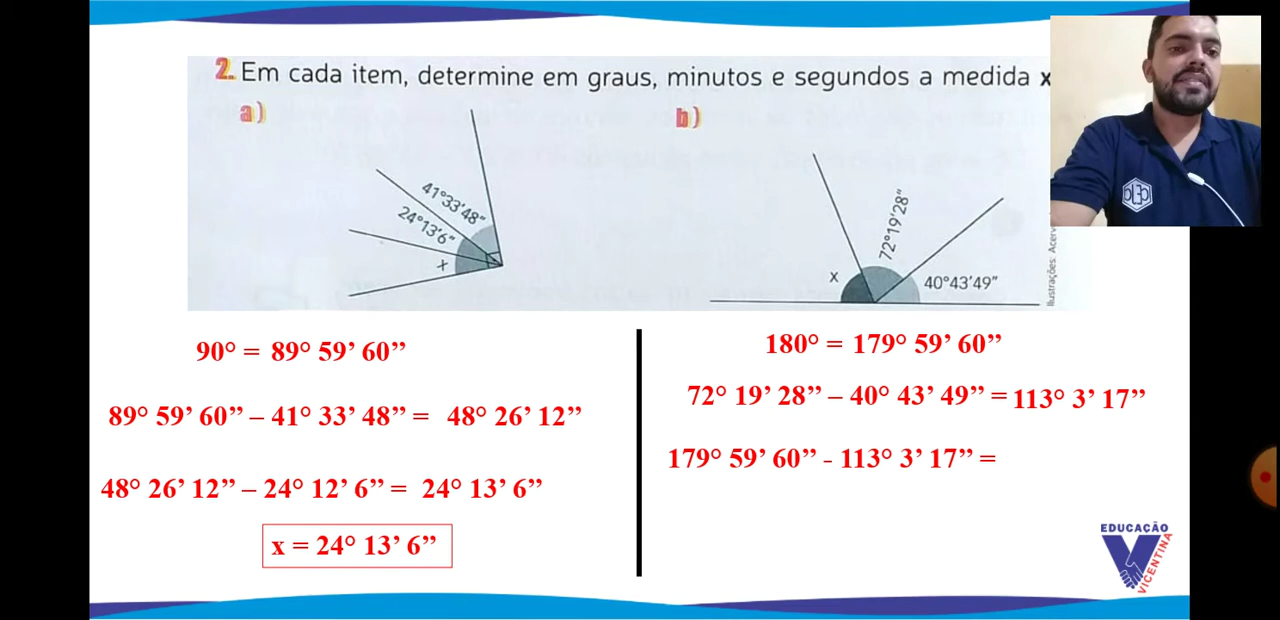 2. Em cada item, determine em graus, minutos e segundos a medida x
a)
41°33'48"
24°13'6"
x
b)
72°19'28"
x
40°43'49"
Ilustrações: Acerv
90° = 89° 59’ 60’’
89° 59’ 60’’ – 41° 33’ 48’’ = 48° 26’ 12’’
48° 26’ 12’’ – 24° 12’ 6’’ = 24° 13’ 6’’
x = 24° 13’ 6’’
180° = 179° 59’ 60’’
72° 19’ 28’’ – 40° 43’ 49’’ = 113° 3’ 17’’
179° 59’ 60’’ - 113° 3’ 17’’ =
EDUCAÇÃO
VICENTINA